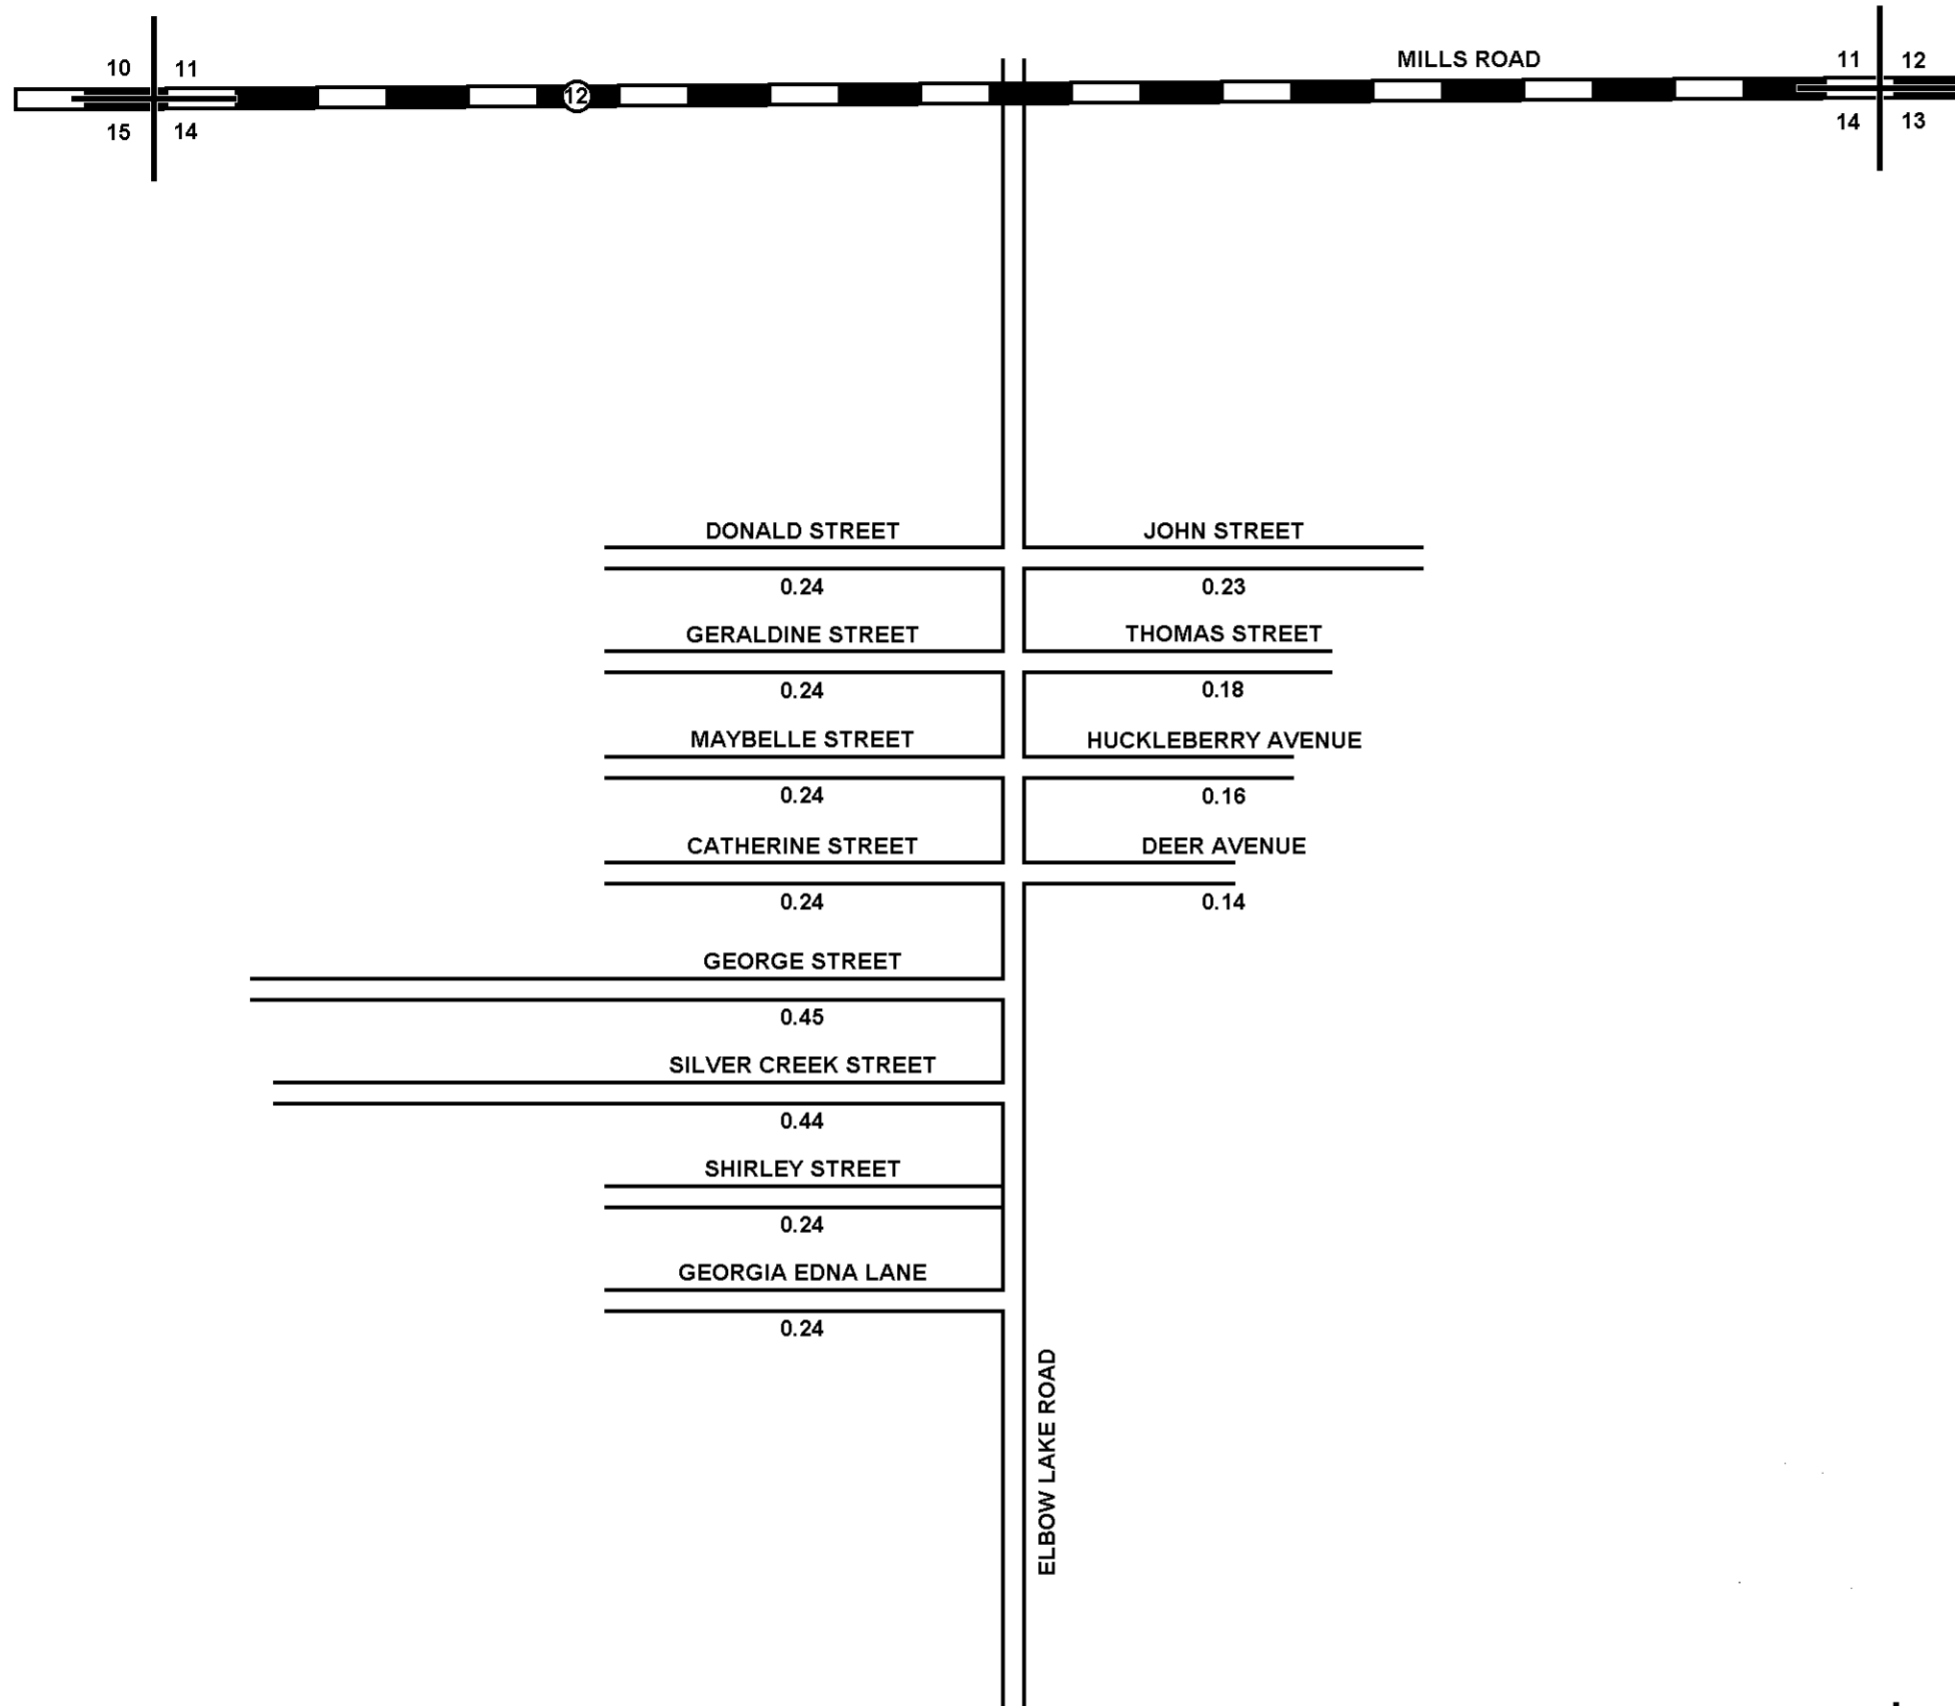 MILLS ROAD
10 11
11 12
12
15 14
14 13
DONALD STREET
JOHN STREET
0.24
0.23
GERALDINE STREET
THOMAS STREET
0.24
0.18
MAYBELLE STREET
HUCKLEBERRY AVENUE
0.24
0.16
CATHERINE STREET
DEER AVENUE
0.24
0.14
GEORGE STREET
0.45
SILVER CREEK STREET
0.44
SHIRLEY STREET
0.24
GEORGIA EDNA LANE
0.24
ELBOW LAKE ROAD